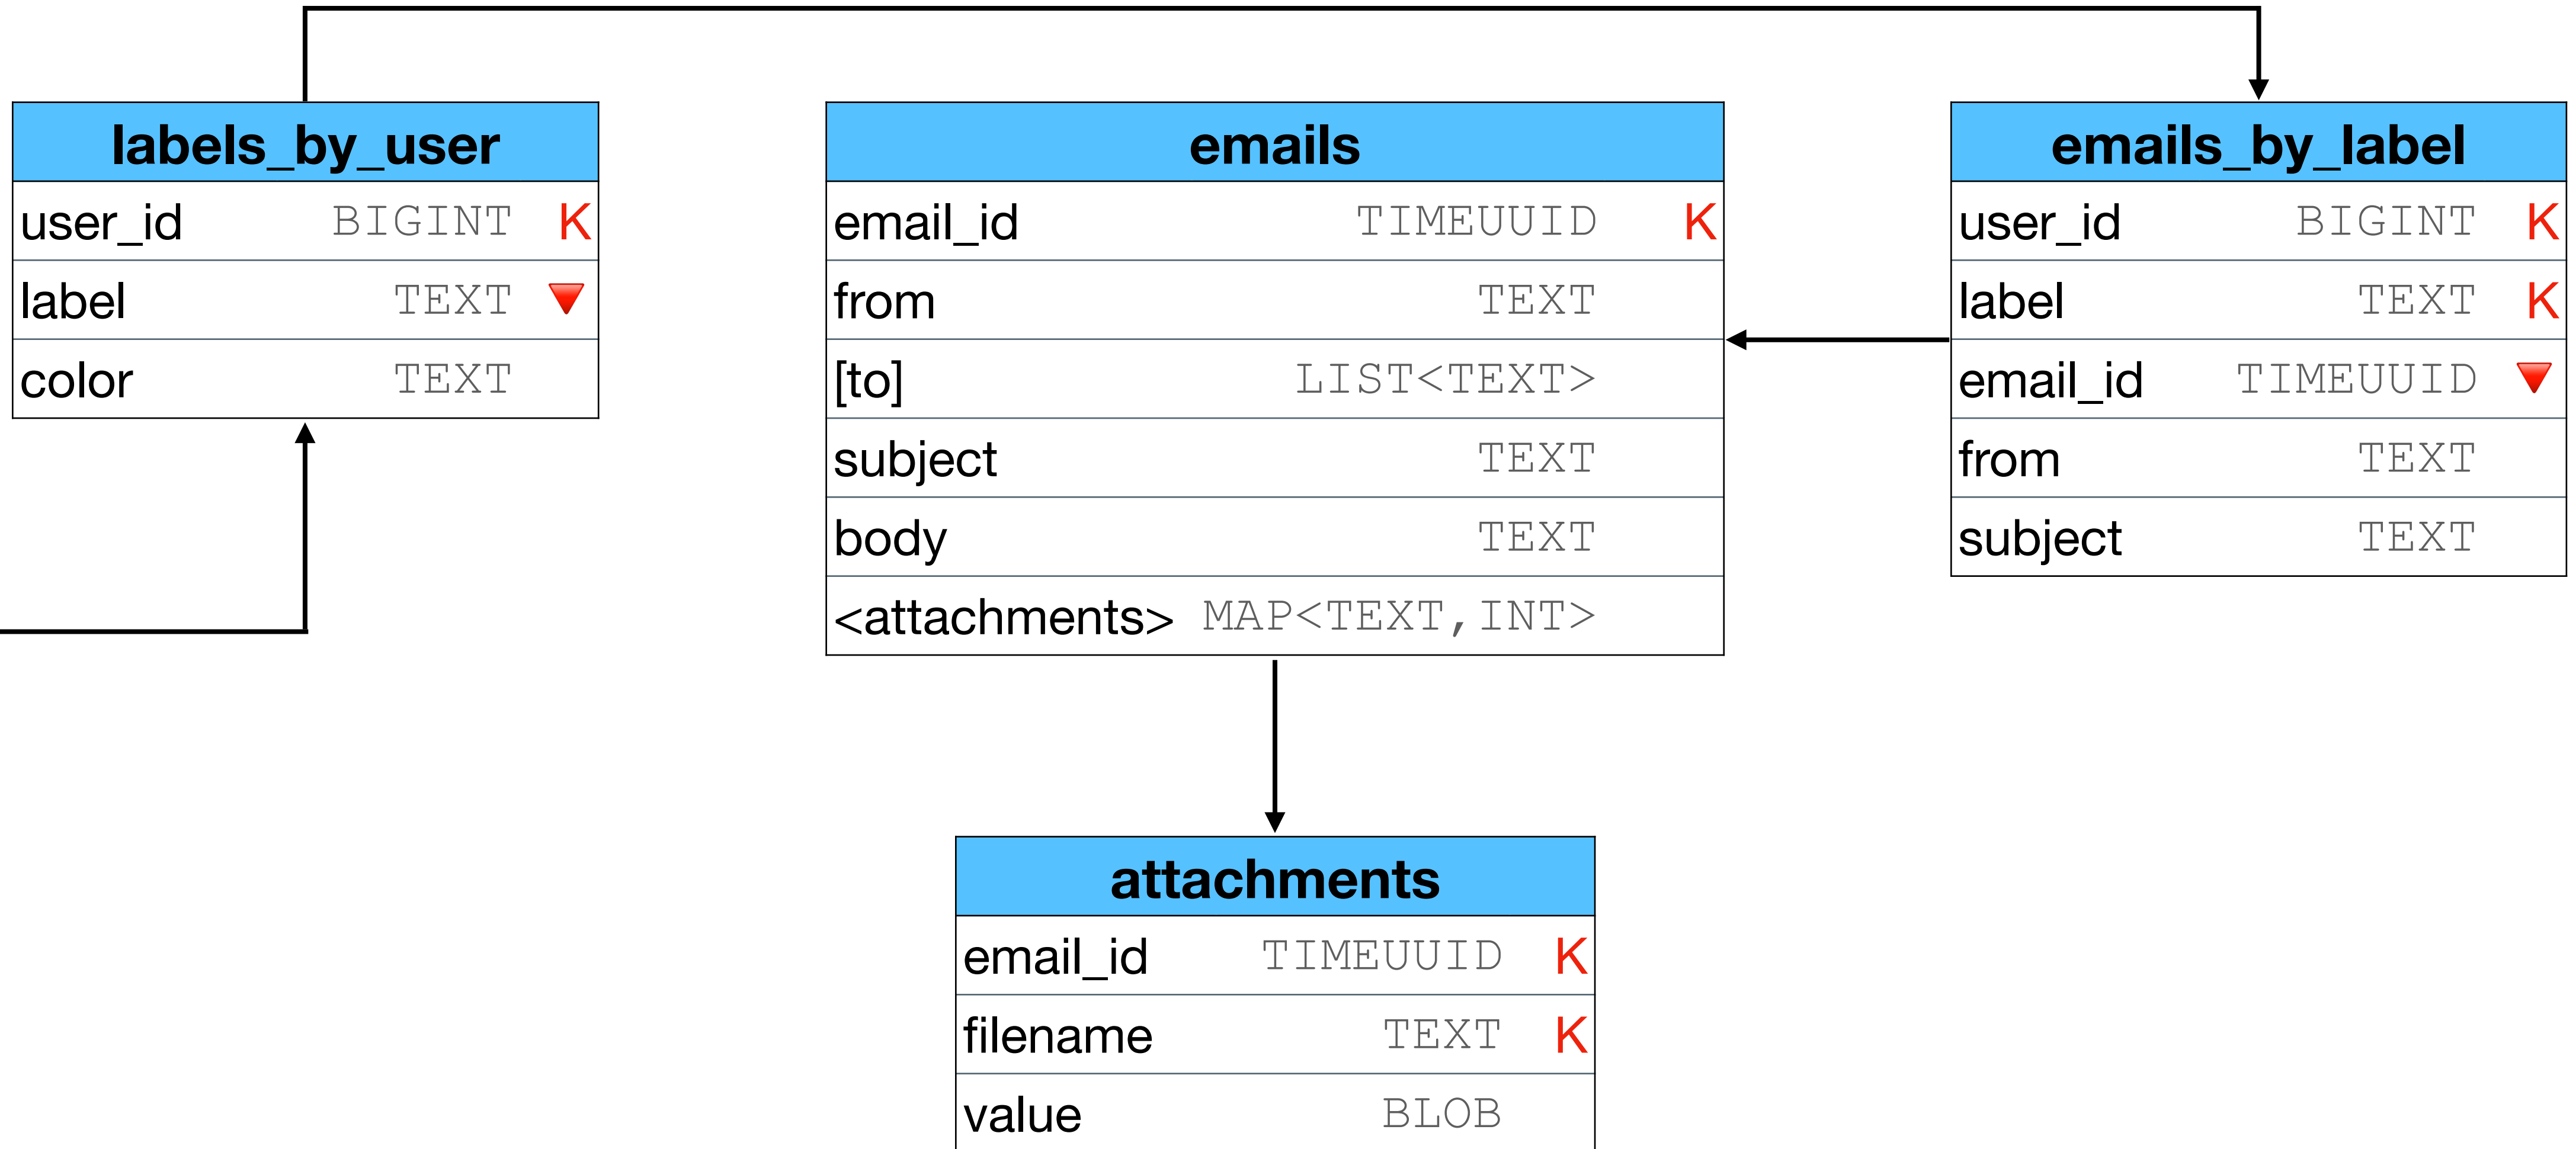 labels_by_user
user_id BIGINT K
label TEXT
color TEXT
emails
email_id TIMEUUID K
from TEXT
[to] LIST<TEXT>
subject TEXT
body TEXT
<attachments> MAP<TEXT,INT>
emails_by_label
user_id BIGINT K
label TEXT K
email_id TIMEUUID
from TEXT
subject TEXT
attachments
email_id TIMEUUID K
filename TEXT K
value BLOB